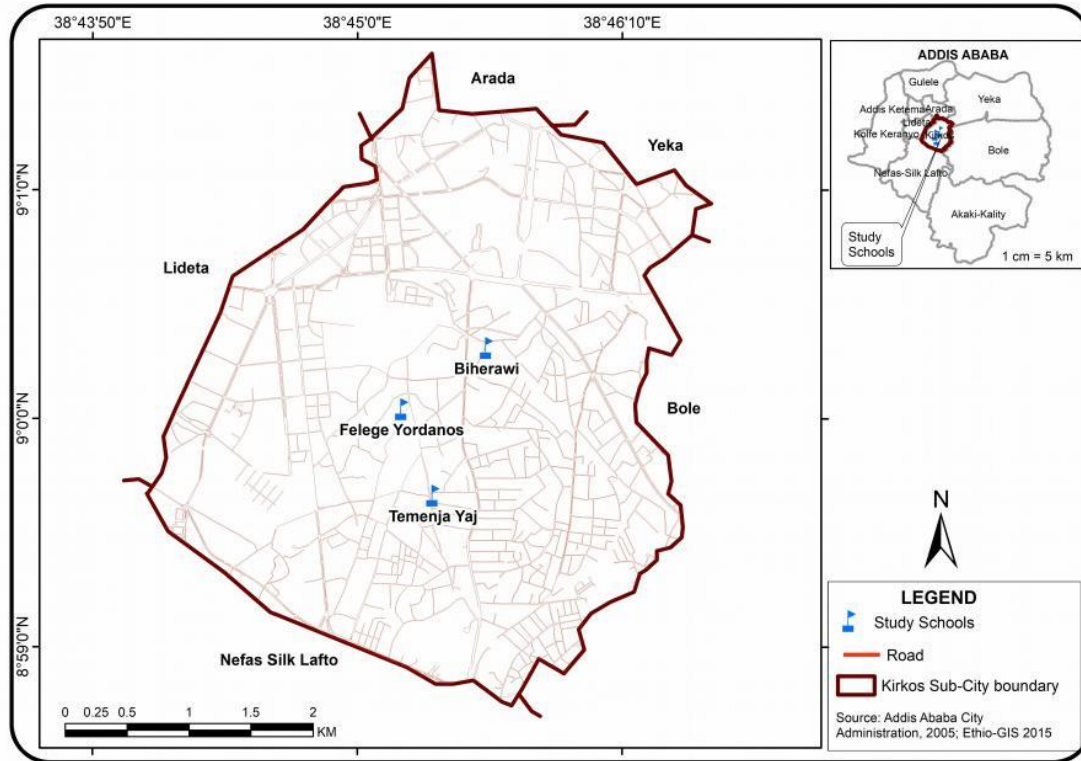 38°43'50"E
38°45'0"E
38°46'10"E
9°1'0"N
9°0'0"N
8°59'0"N
Arada
Yeka
Lideta
Biherawi
Felege Yordanos
Bole
Temenja Yaj
Nefas Silk Lafto
0 0.25 0.5 1 1.5 2
KM
ADDIS ABABA
Gulele
Yeka
Addis Ketema
Arada
Lideta
Kolfe Keranyo
Kirkos
Bole
Nefas-Silk Lafto
Akaki-Kality
Study
Schools
1 cm = 5 km
N
LEGEND
Study Schools
Road
Kirkos Sub-City boundary
Source: Addis Ababa City
Administration, 2005; Ethio-GIS 2015